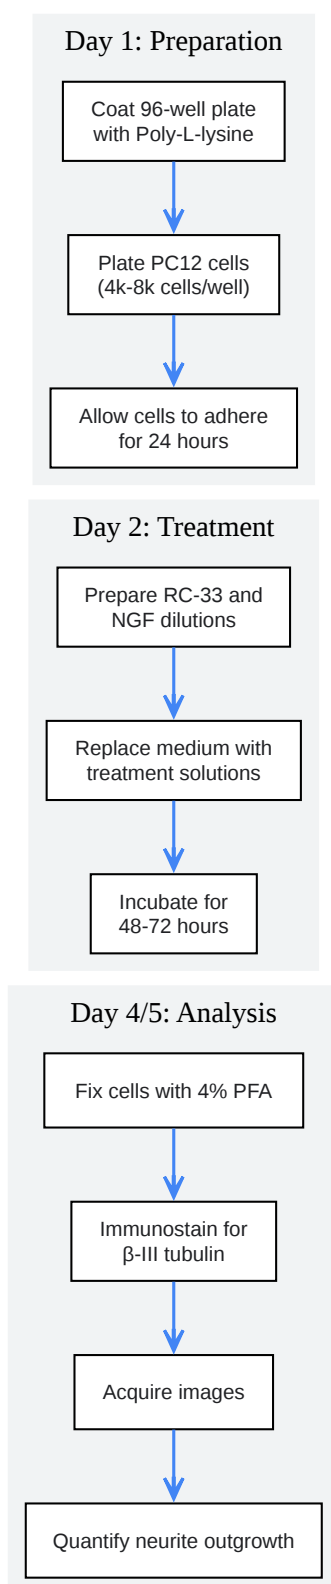 Day 1: Preparation
Coat 96-well plate
with Poly-L-lysine
Plate PC12 cells
(4k-8k cells/well)
Allow cells to adhere
for 24 hours
Day 2: Treatment
Prepare RC-33 and
NGF dilutions
Replace medium with
treatment solutions
Incubate for
48-72 hours
Day 4/5: Analysis
Fix cells with 4% PFA
Immunostain for
β-III tubulin
Acquire images
Quantify neurite outgrowth